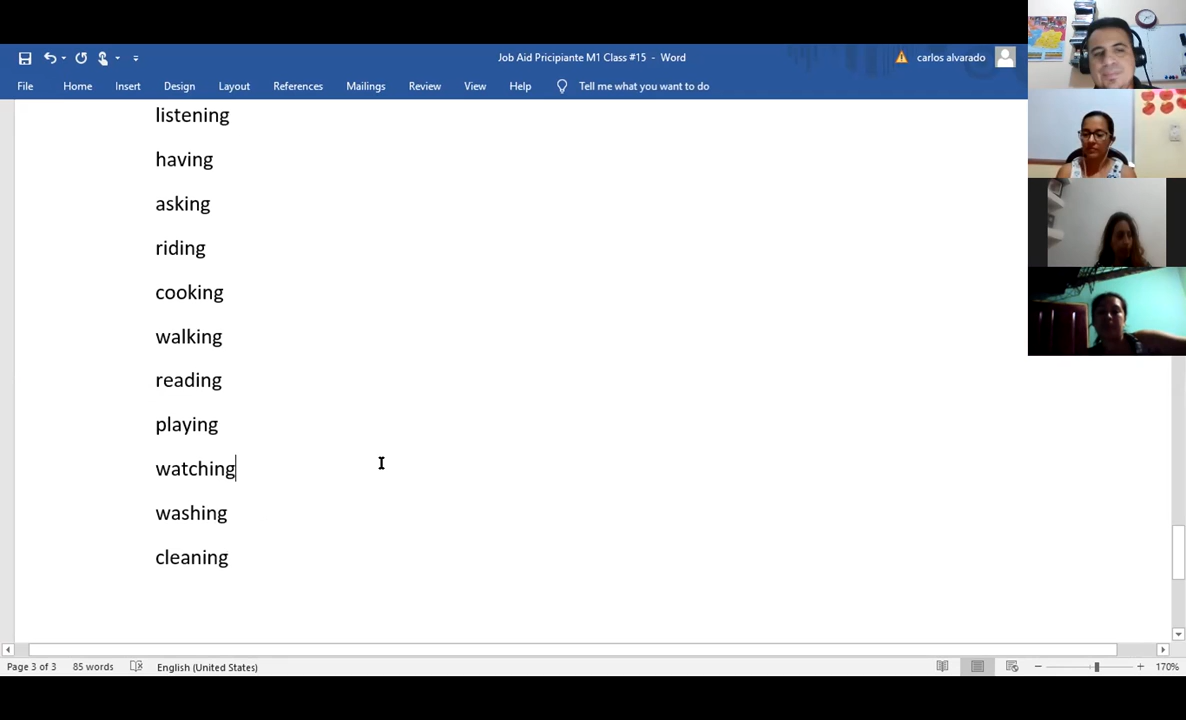 Job Aid Pricipiante M1 Class #15 - Word
carlos alvarado
File Home Insert Design Layout References Mailings Review View Help Tell me what you want to do
listening
having
asking
riding
cooking
walking
reading
playing
watching
washing
cleaning
Page 3 of 3 85 words English (United States) 170%